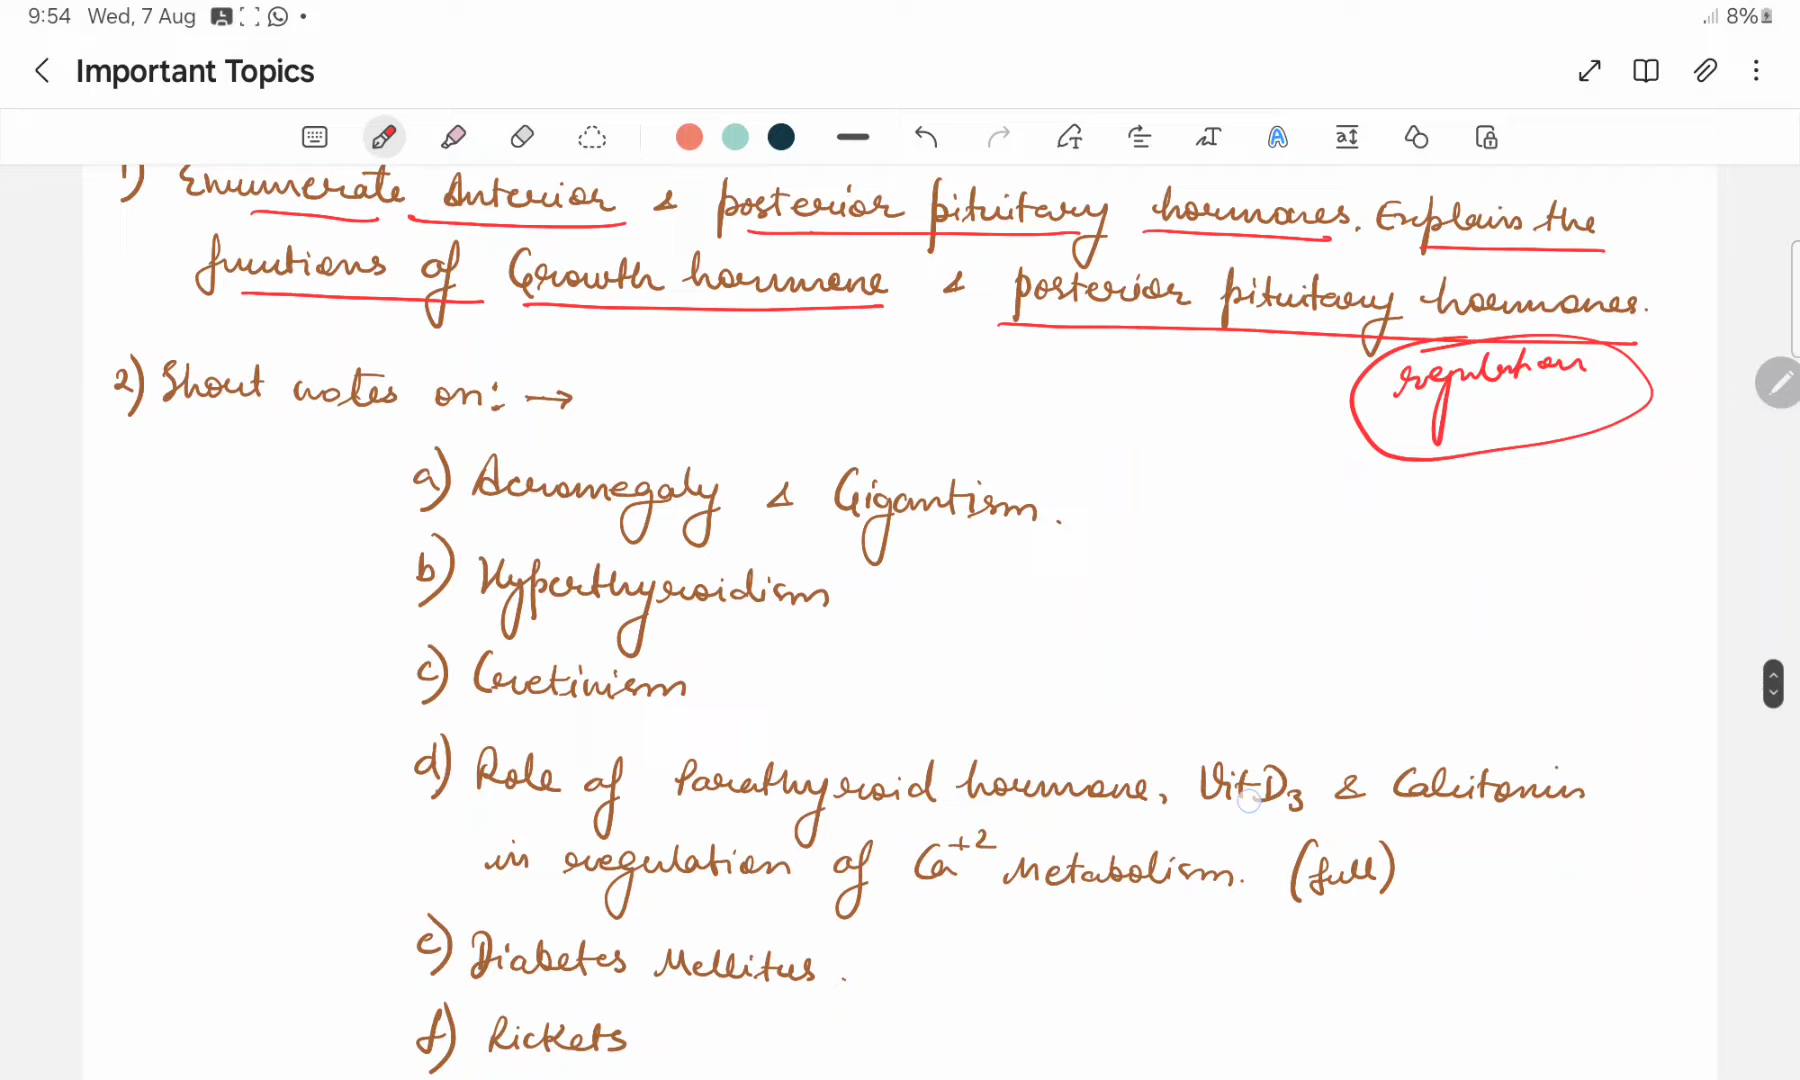 9:54 Wed, 7 Aug
8%
Important Topics
1) Enumerate Anterior & posterior pituitary hormones. Explain the
functions of Growth hormone & posterior pituitary hormones.
regulation
2) Short notes on:- →
a) Acromegaly & Gigantism.
b) Hyperthyroidism
c) Cretinism
d) Role of Parathyroid hormone, Vit D3 & Calcitonin
in regulation of Ca+2 Metabolism. (full)
e) Diabetes Mellitus.
f) Rickets